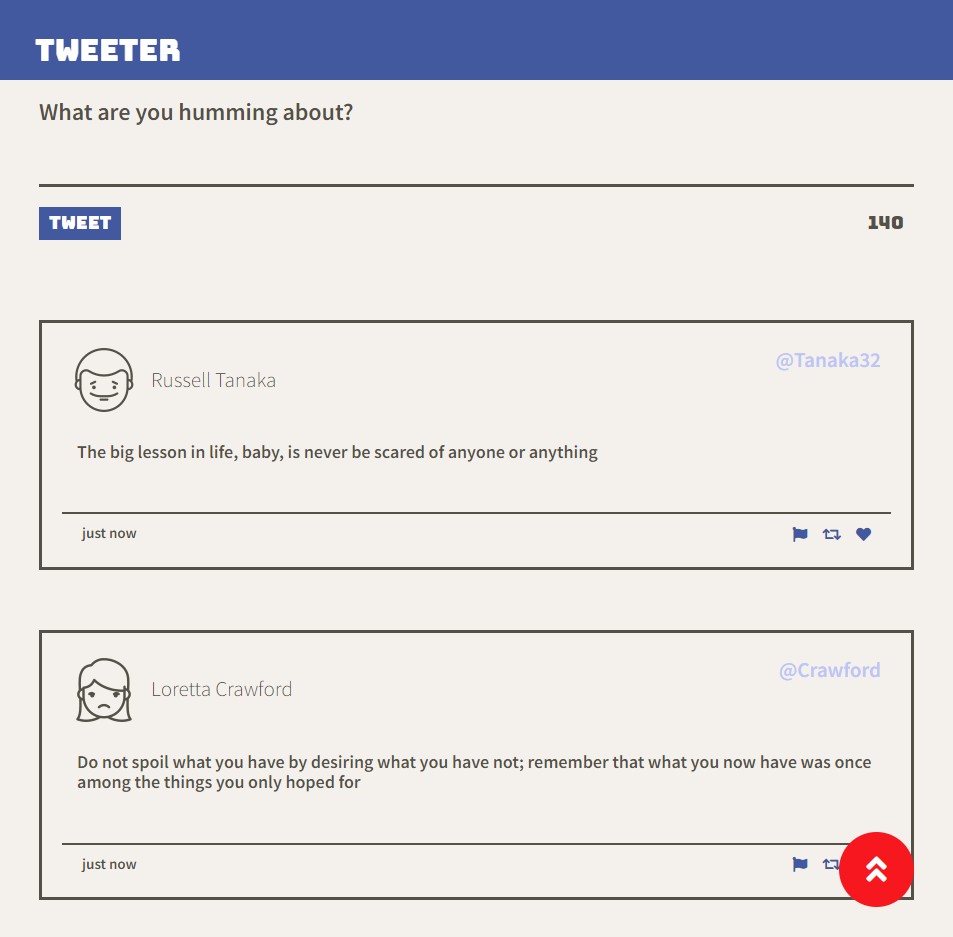 TWEETER
What are you humming about?
TWEET 140
Russell Tanaka @Tanaka32
The big lesson in life, baby, is never be scared of anyone or anything
just now
Loretta Crawford @Crawford
Do not spoil what you have by desiring what you have not; remember that what you now have was once
among the things you only hoped for
just now